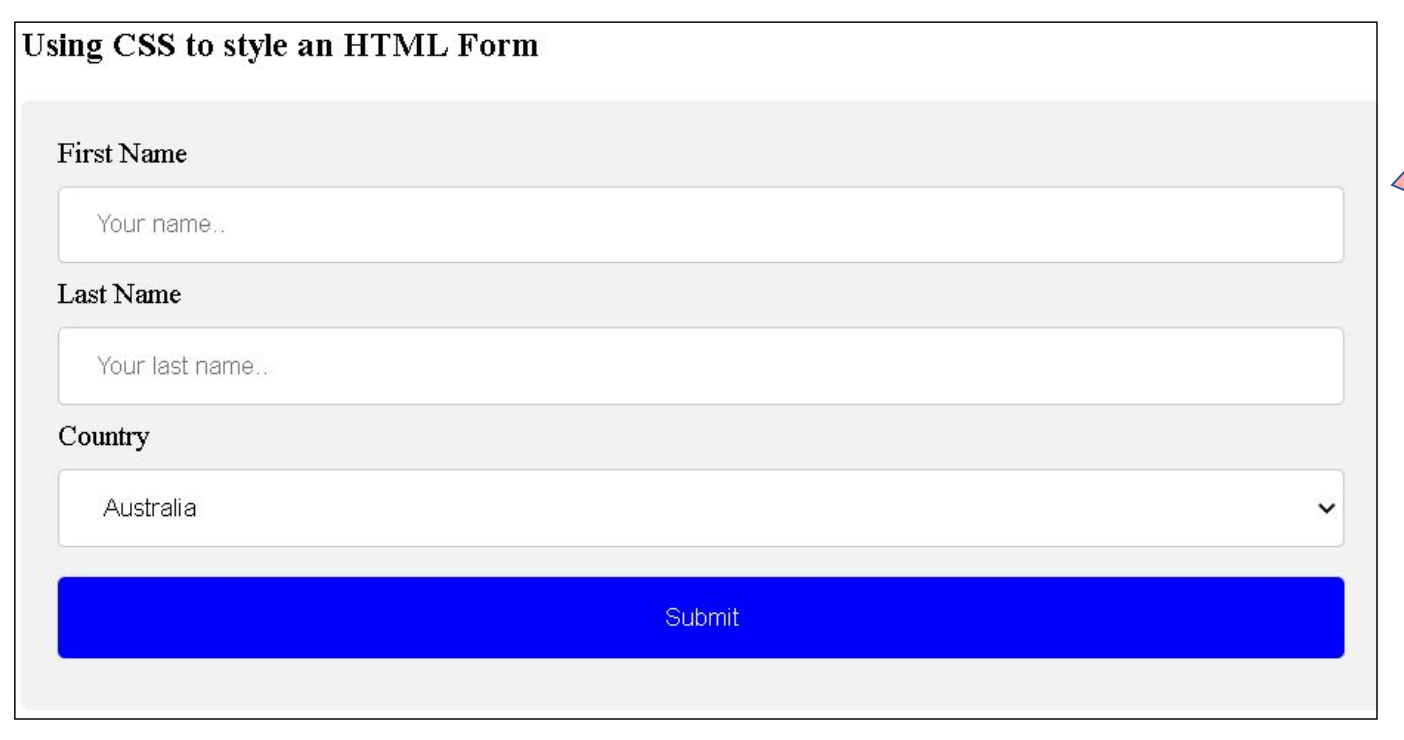 Using CSS to style an HTML Form
First Name
Your name..
Last Name
Your last name..
Country
Australia
Submit